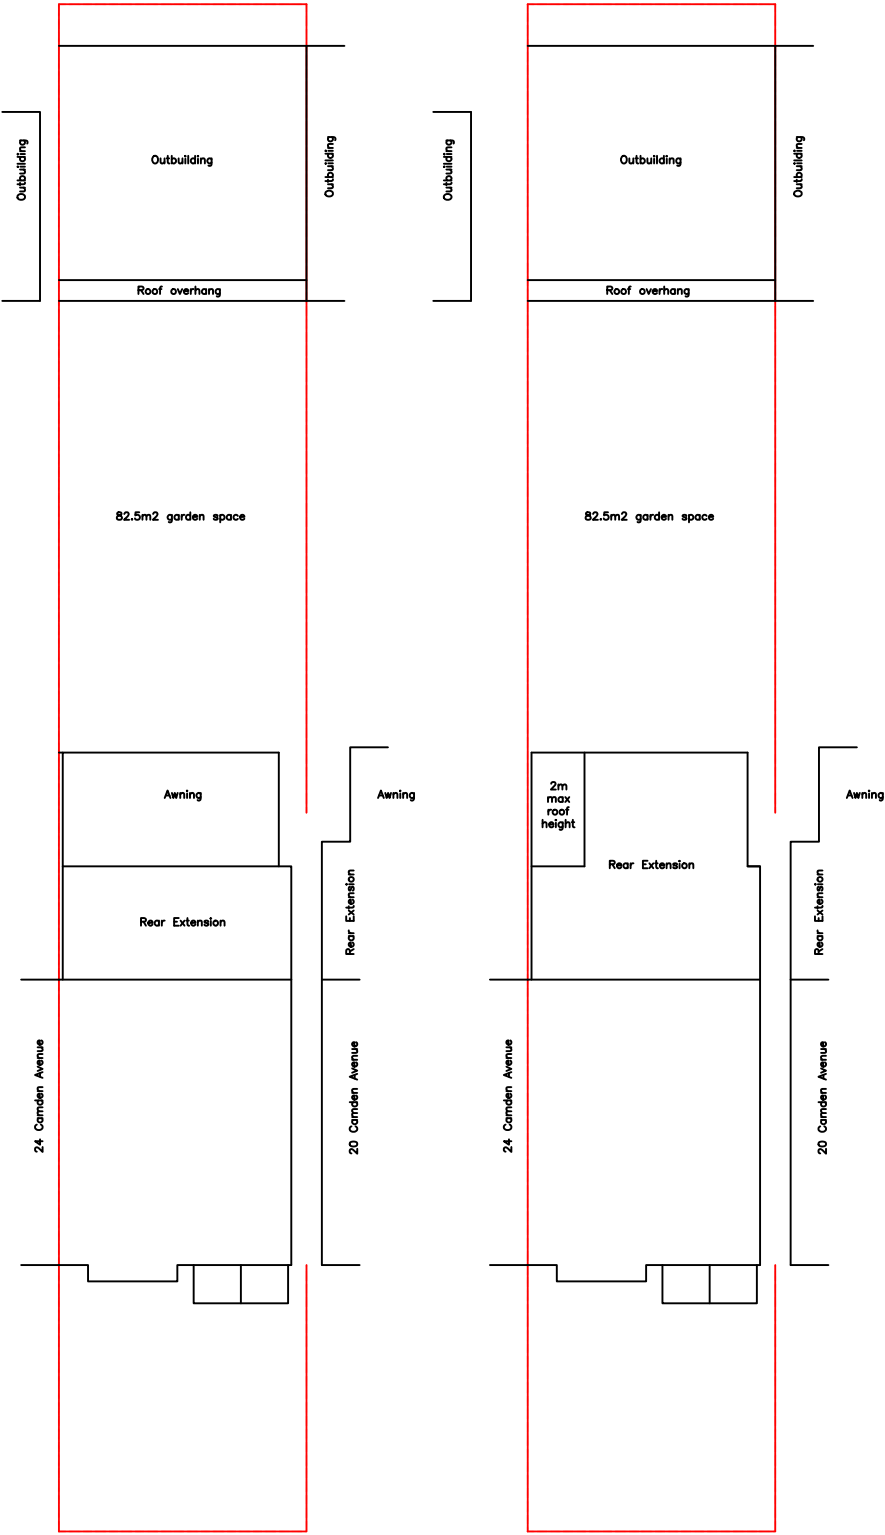 Outbuilding
Outbuilding
Outbuilding
Roof overhang
82.5m2 garden space
Awning
Awning
Rear Extension
Rear Extension
24 Camden Avenue
20 Camden Avenue
Outbuilding
Outbuilding
Outbuilding
Roof overhang
82.5m2 garden space
2m
max
roof
height
Awning
Rear Extension
Rear Extension
24 Camden Avenue
20 Camden Avenue